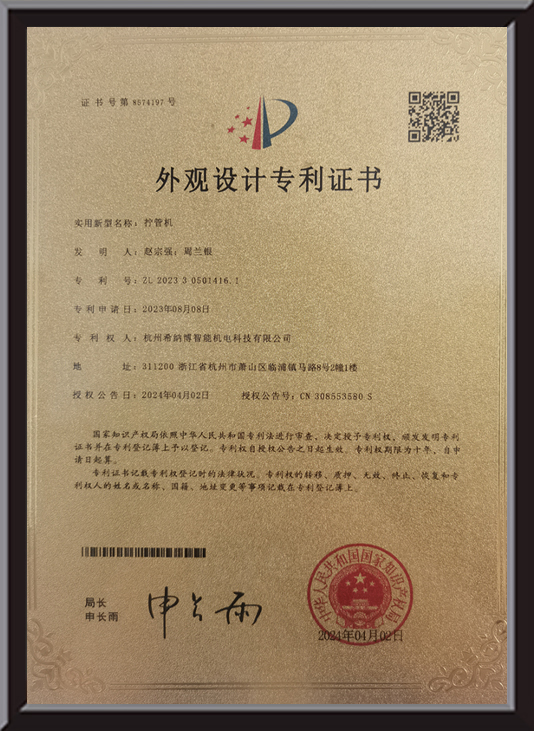 证书号第8574197号
外观设计专利证书
实用新型名称：拧管机
发明人：赵宗强；周兰银
专利号：ZL 2023 3 0501416.1
专利申请日：2023年08月08日
专利权人：杭州希纳博智能机电科技有限公司
地址：311200 浙江省杭州市萧山区临浦镇马路8号2幢1楼
授权公告日：2024年04月02日 授权公告号：CN 308553580 S
国家知识产权局依照中华人民共和国专利法进行审查，决定授予专利权，颁发发明专利
证书并在专利登记簿上予以登记。专利权自授权公告之日起生效。专利权期限为十年，自申
请日起算。
专利证书记载专利权登记时的法律状况。专利权的转移、质押、无效、终止、恢复和专
利权人的姓名或名称、国籍、地址变更等事项记载在专利登记簿上。
局长
申长雨
申长雨
中华人民共和国国家知识产权局
2024年04月02日